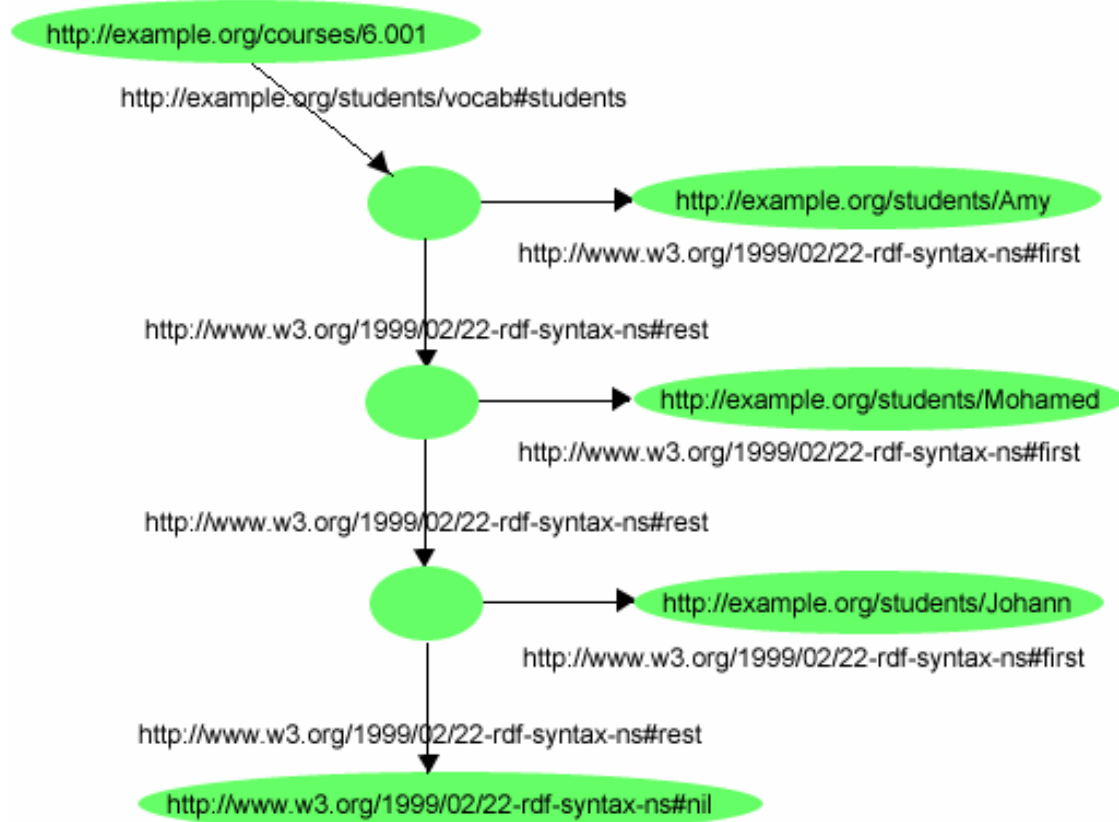 http://example.org/courses/6.001
http://example.org/students/vocab#students
http://example.org/students/Amy
http://www.w3.org/1999/02/22-rdf-syntax-ns#first
http://www.w3.org/1999/02/22-rdf-syntax-ns#rest
http://example.org/students/Mohamed
http://www.w3.org/1999/02/22-rdf-syntax-ns#first
http://www.w3.org/1999/02/22-rdf-syntax-ns#rest
http://example.org/students/Johann
http://www.w3.org/1999/02/22-rdf-syntax-ns#first
http://www.w3.org/1999/02/22-rdf-syntax-ns#rest
http://www.w3.org/1999/02/22-rdf-syntax-ns#nil